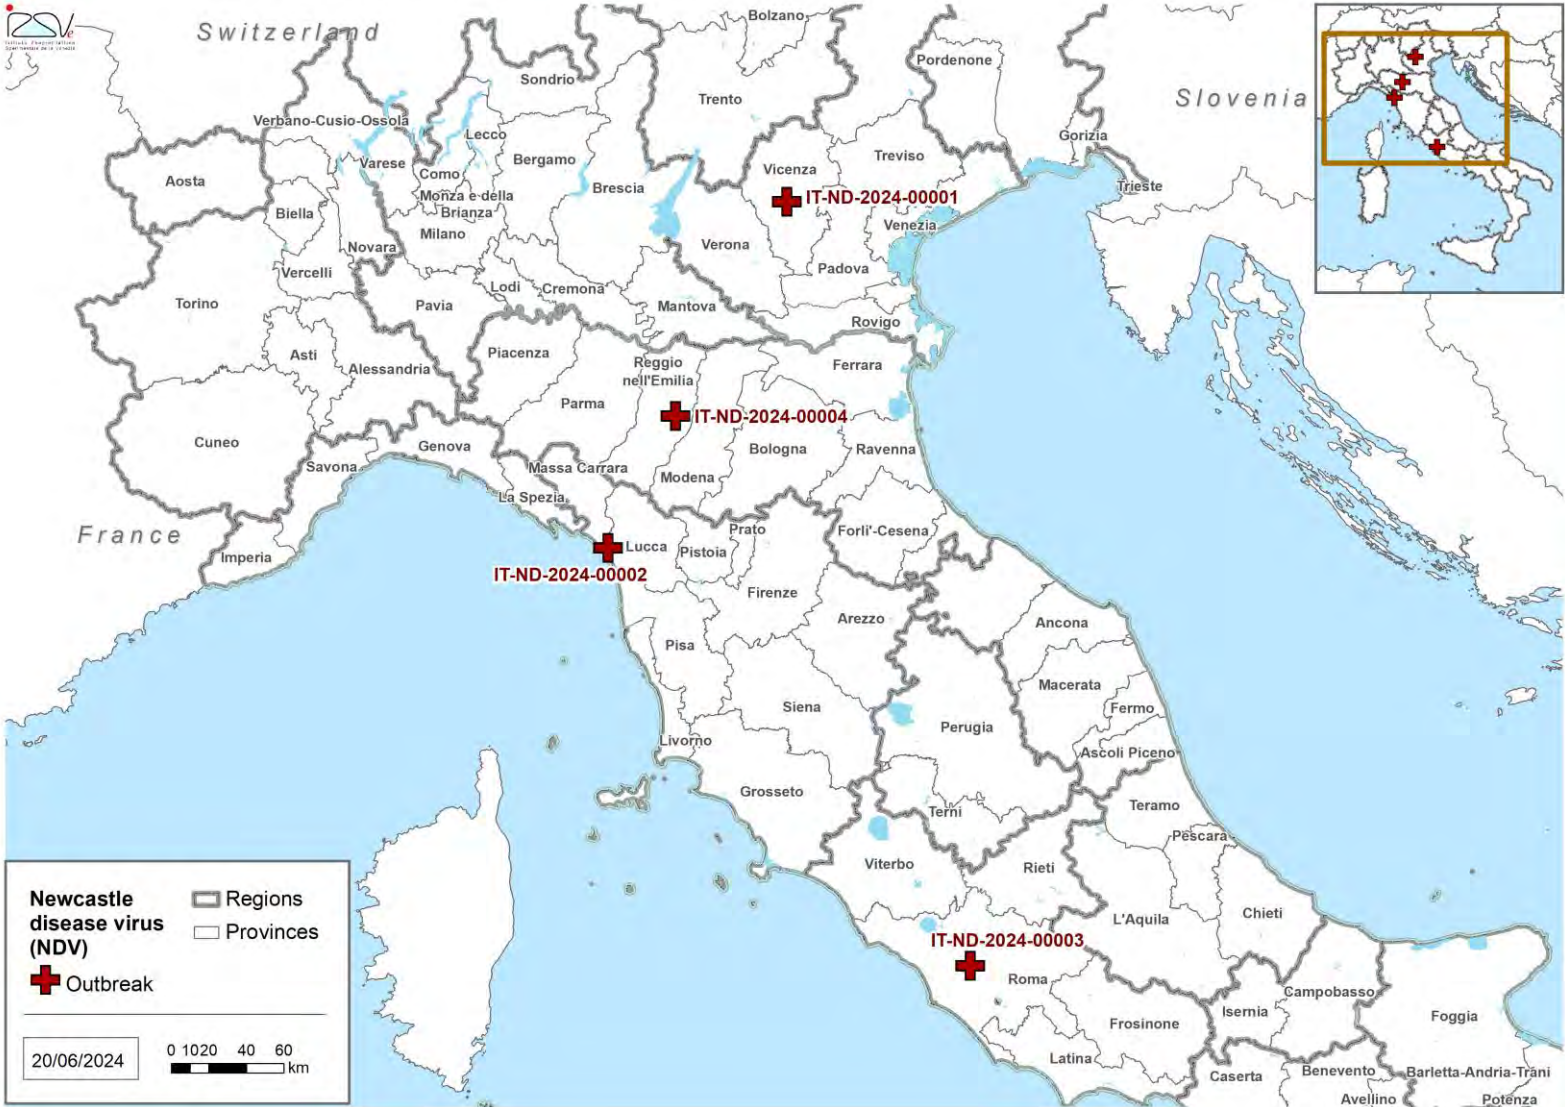 Switzerland
Bolzano
Pordenone
Sondrio
Trento
Slovenia
Verbano-Cusio-Ossola
Lecco
Gorizia
Varese
Bergamo
Vicenza
Treviso
Aosta
Como
Brescia
Trieste
Monza e della
Brianza
IT-ND-2024-00001
Biella
Milano
Venezia
Novara
Verona
Vercelli
Padova
Lodi
Cremona
Torino
Pavia
Mantova
Rovigo
Piacenza
Asti
Alessandria
Reggio
nell'Emilia
Ferrara
Parma
IT-ND-2024-00004
Cuneo
Genova
Bologna
Ravenna
Savona
Massa Carrara
Modena
La Spezia
France
Prato
Forli'-Cesena
Imperia
Lucca
Pistoia
IT-ND-2024-00002
Firenze
Arezzo
Ancona
Pisa
Macerata
Siena
Fermo
Perugia
Livorno
Ascoli Piceno
Grosseto
Teramo
Terni
Pescara
Viterbo
Rieti
L'Aquila
Chieti
IT-ND-2024-00003
Roma
Campobasso
Isernia
Frosinone
Foggia
Latina
Caserta
Benevento
Barletta-Andria-Trani
Avellino
Potenza
Newcastle
disease virus
(NDV)
Regions
Provinces
Outbreak
20/06/2024
0 10 20 40 60
km